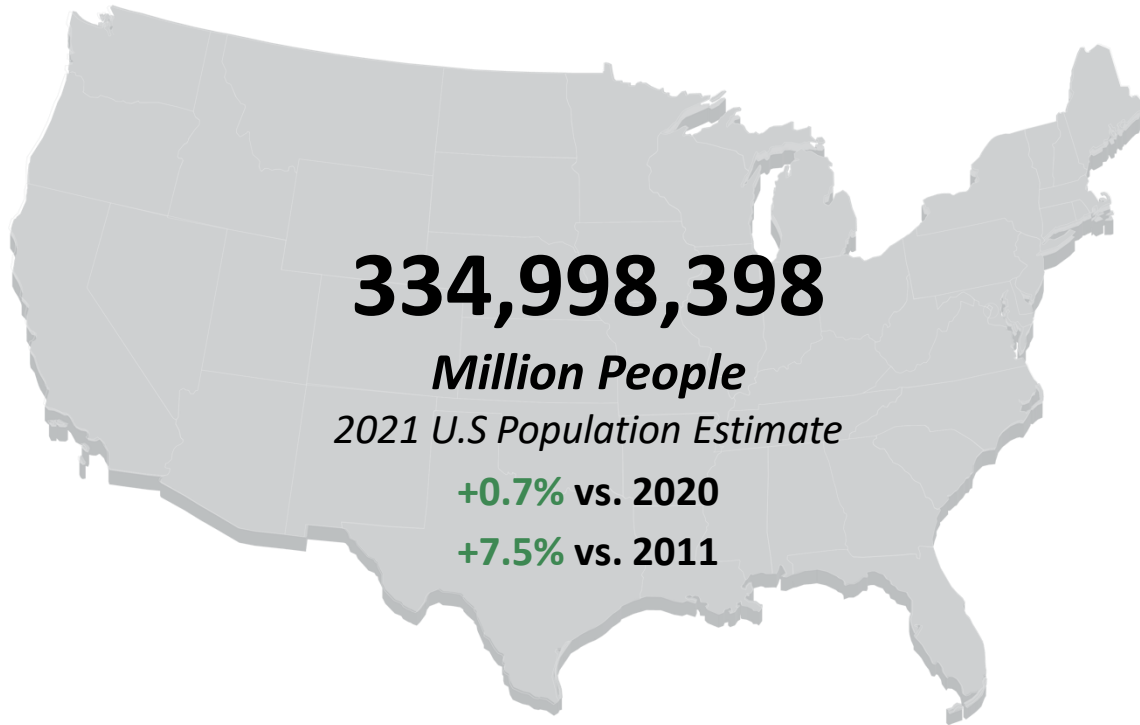 334,998,398
Million People
2021 U.S Population Estimate
+0.7% vs. 2020
+7.5% vs. 2011